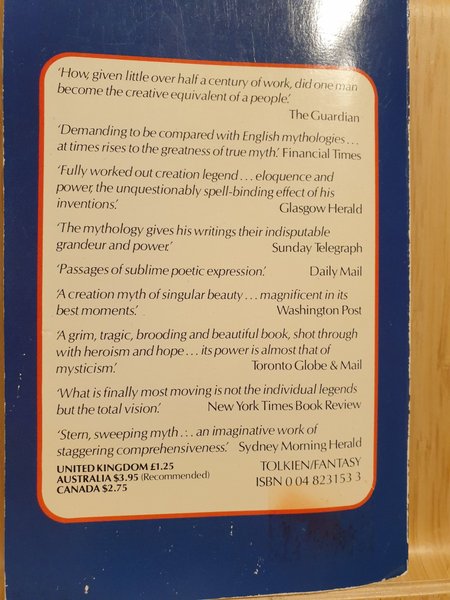 ‘How, given little over half a century of work, did one man
become the creative equivalent of a people.’
The Guardian
‘Demanding to be compared with English mythologies . . .
at times rises to the greatness of true myth.’ Financial Times
‘Fully worked out creation legend . . . eloquence and
power, the unquestionably spell-binding effect of his
inventions.’ Glasgow Herald
‘The mythology gives his writings their indisputable
grandeur and power.’ Sunday Telegraph
‘Passages of sublime poetic expression.’ Daily Mail
‘A creation myth of singular beauty . . . magnificent in its
best moments.’ Washington Post
‘A grim, tragic, brooding and beautiful book, shot through
with heroism and hope . . . its power is almost that of
mysticism.’ Toronto Globe & Mail
‘What is finally most moving is not the individual legends
but the total vision.’ New York Times Book Review
‘Stern, sweeping myth . . . an imaginative work of
staggering comprehensiveness.’ Sydney Morning Herald
UNITED KINGDOM £1.25 TOLKIEN/FANTASY
AUSTRALIA $3.95 (Recommended) ISBN 0 04 823153 3
CANADA $2.75